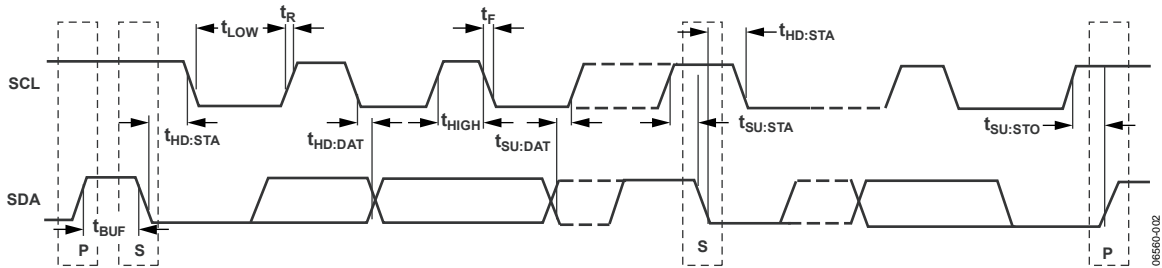 tR
tF
tLOW
tHD:STA
SCL
tHD:STA
tHD:DAT
tHIGH
tSU:DAT
tSU:STA
tSU:STO
SDA
tBUF
P
S
S
P
06560-002